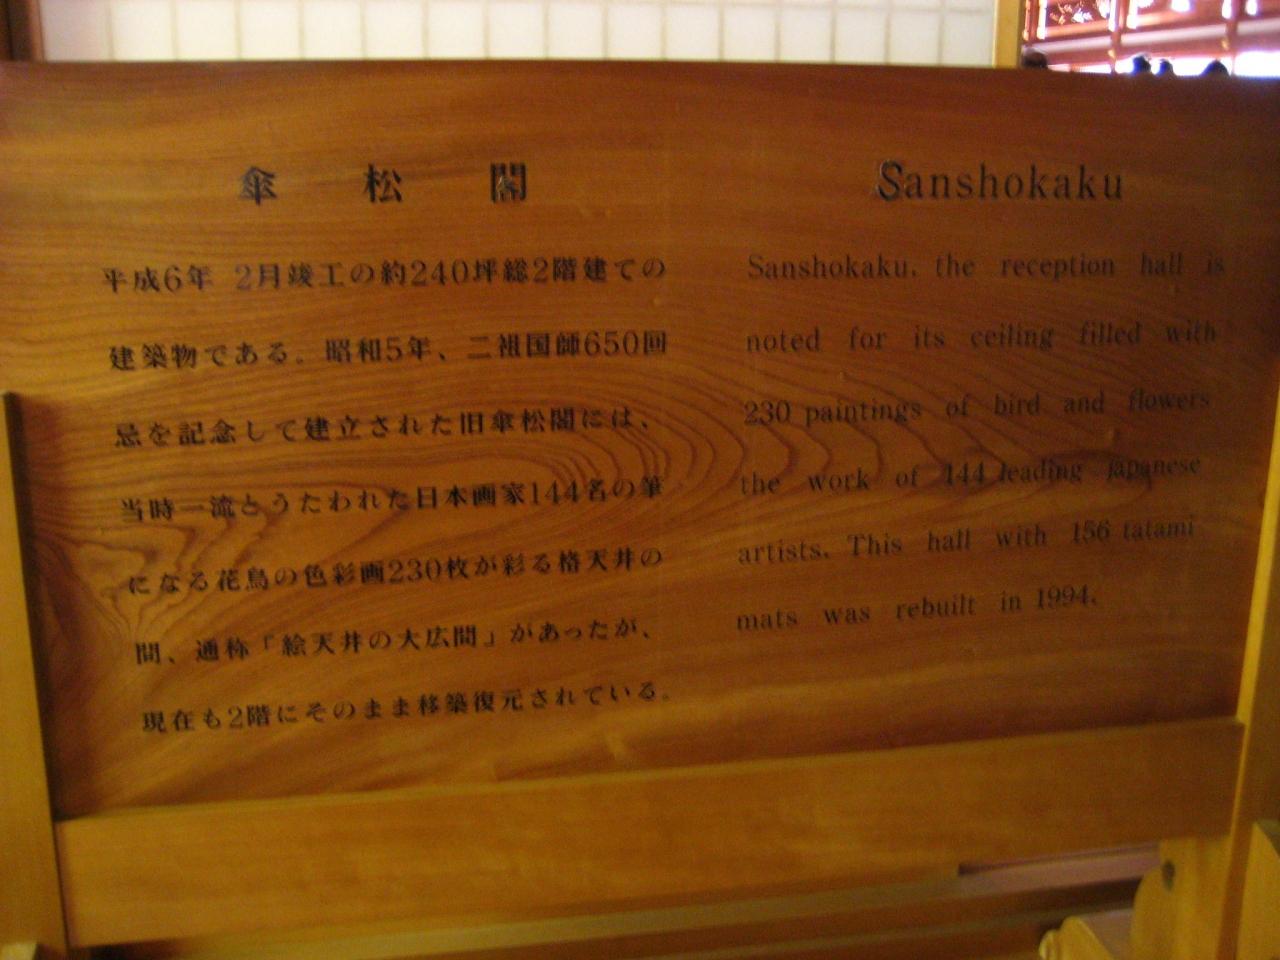 傘松閣
平成6年 2月竣工の約240坪総2階建ての
建築物である。昭和5年、二祖国師650回
忌を記念して建立された旧傘松閣には、
当時一流とうたわれた日本画家144名の筆
になる花鳥の色彩画230枚が彩る格天井の
間、通称「絵天井の大広間」があったが、
現在も2階にそのまま移築復元されている。
Sanshokaku
Sanshokaku, the reception hall is
noted for its ceiling filled with
230 paintings of bird and flowers
the work of 144 leading Japanese
artists. This hall with 156 tatami
mats was rebuilt in 1994.